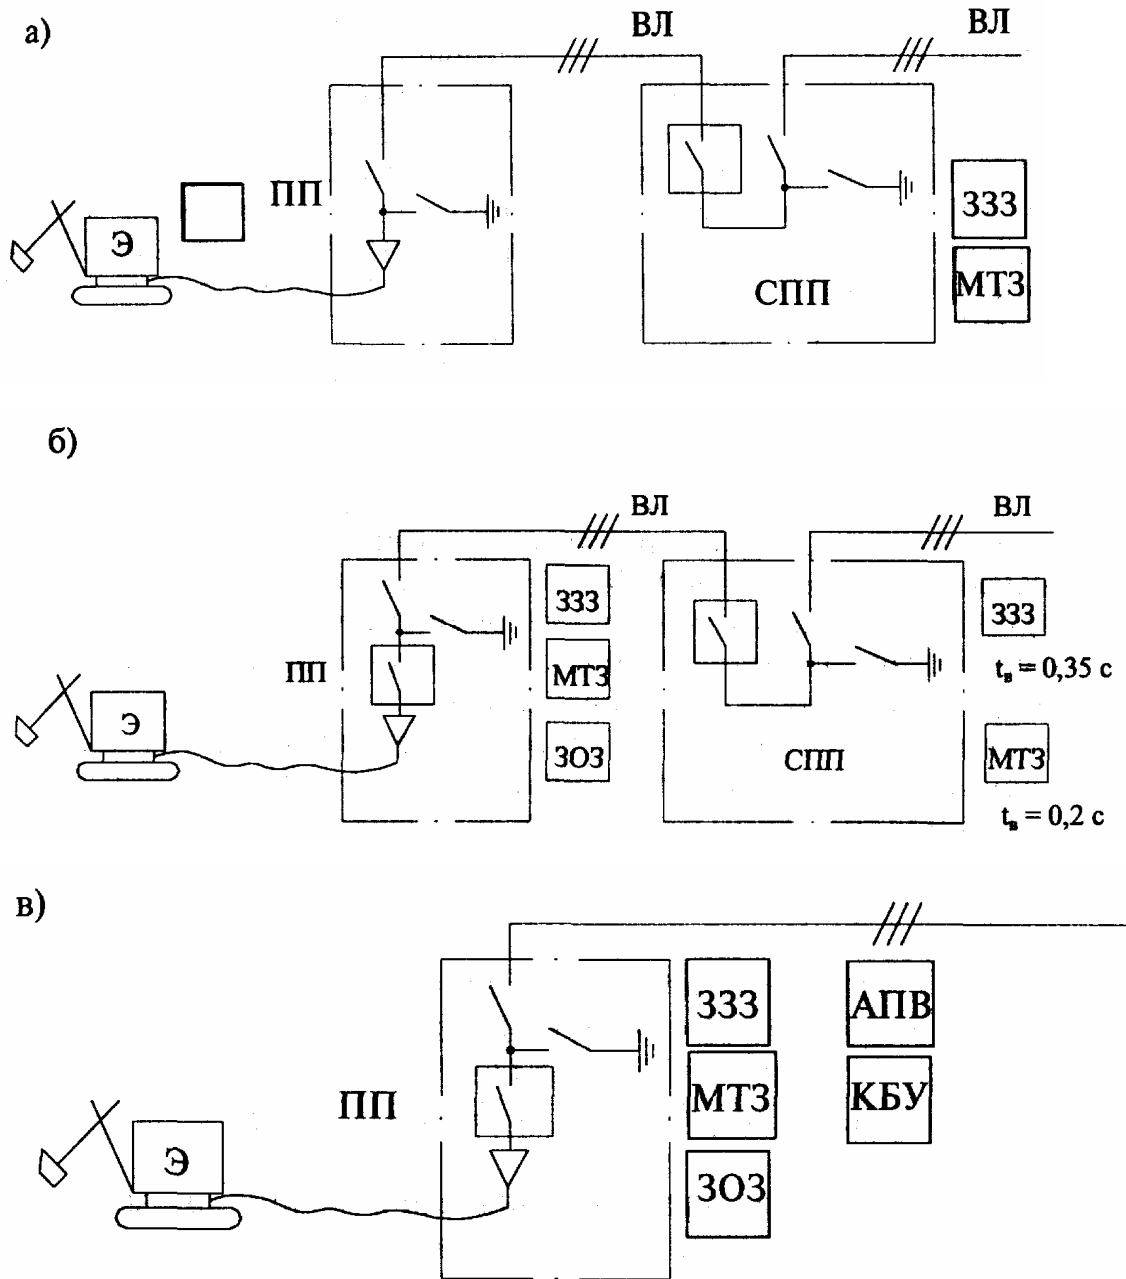 а)
ВЛ
ВЛ
ПП
ЗЗЗ
Э
СПП
МТЗ
б)
ВЛ
ВЛ
ЗЗЗ
ЗЗЗ
ПП
МТЗ
tв = 0,35 с
Э
ЗОЗ
СПП
МТЗ
tв = 0,2 с
в)
ЗЗЗ
АПВ
ПП
МТЗ
КБУ
Э
ЗОЗ